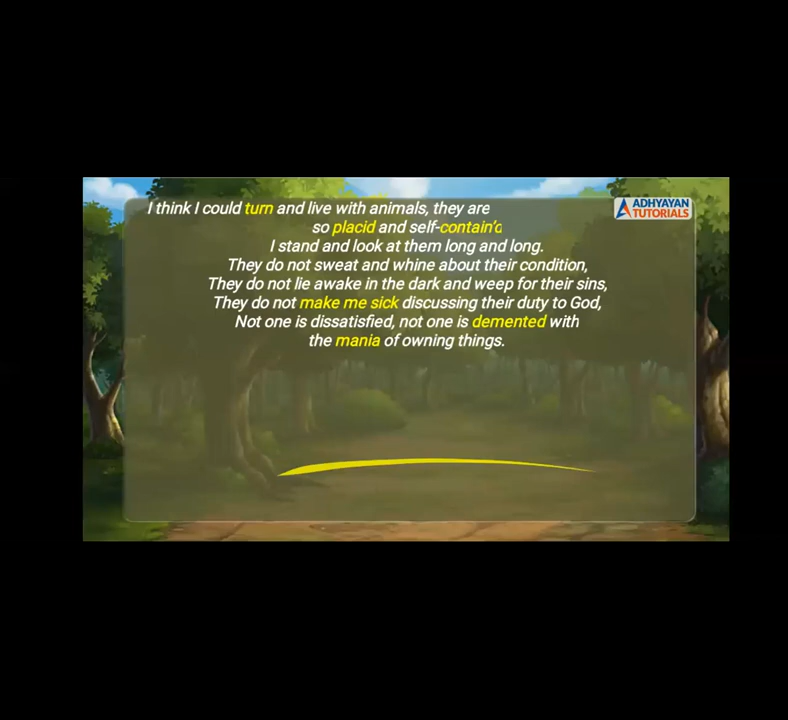 I think I could turn and live with animals, they are
so placid and self-contain'd
I stand and look at them long and long.
They do not sweat and whine about their condition,
They do not lie awake in the dark and weep for their sins,
They do not make me sick discussing their duty to God,
Not one is dissatisfied, not one is demented with
the mania of owning things.
ADHYAYAN
TUTORIALS